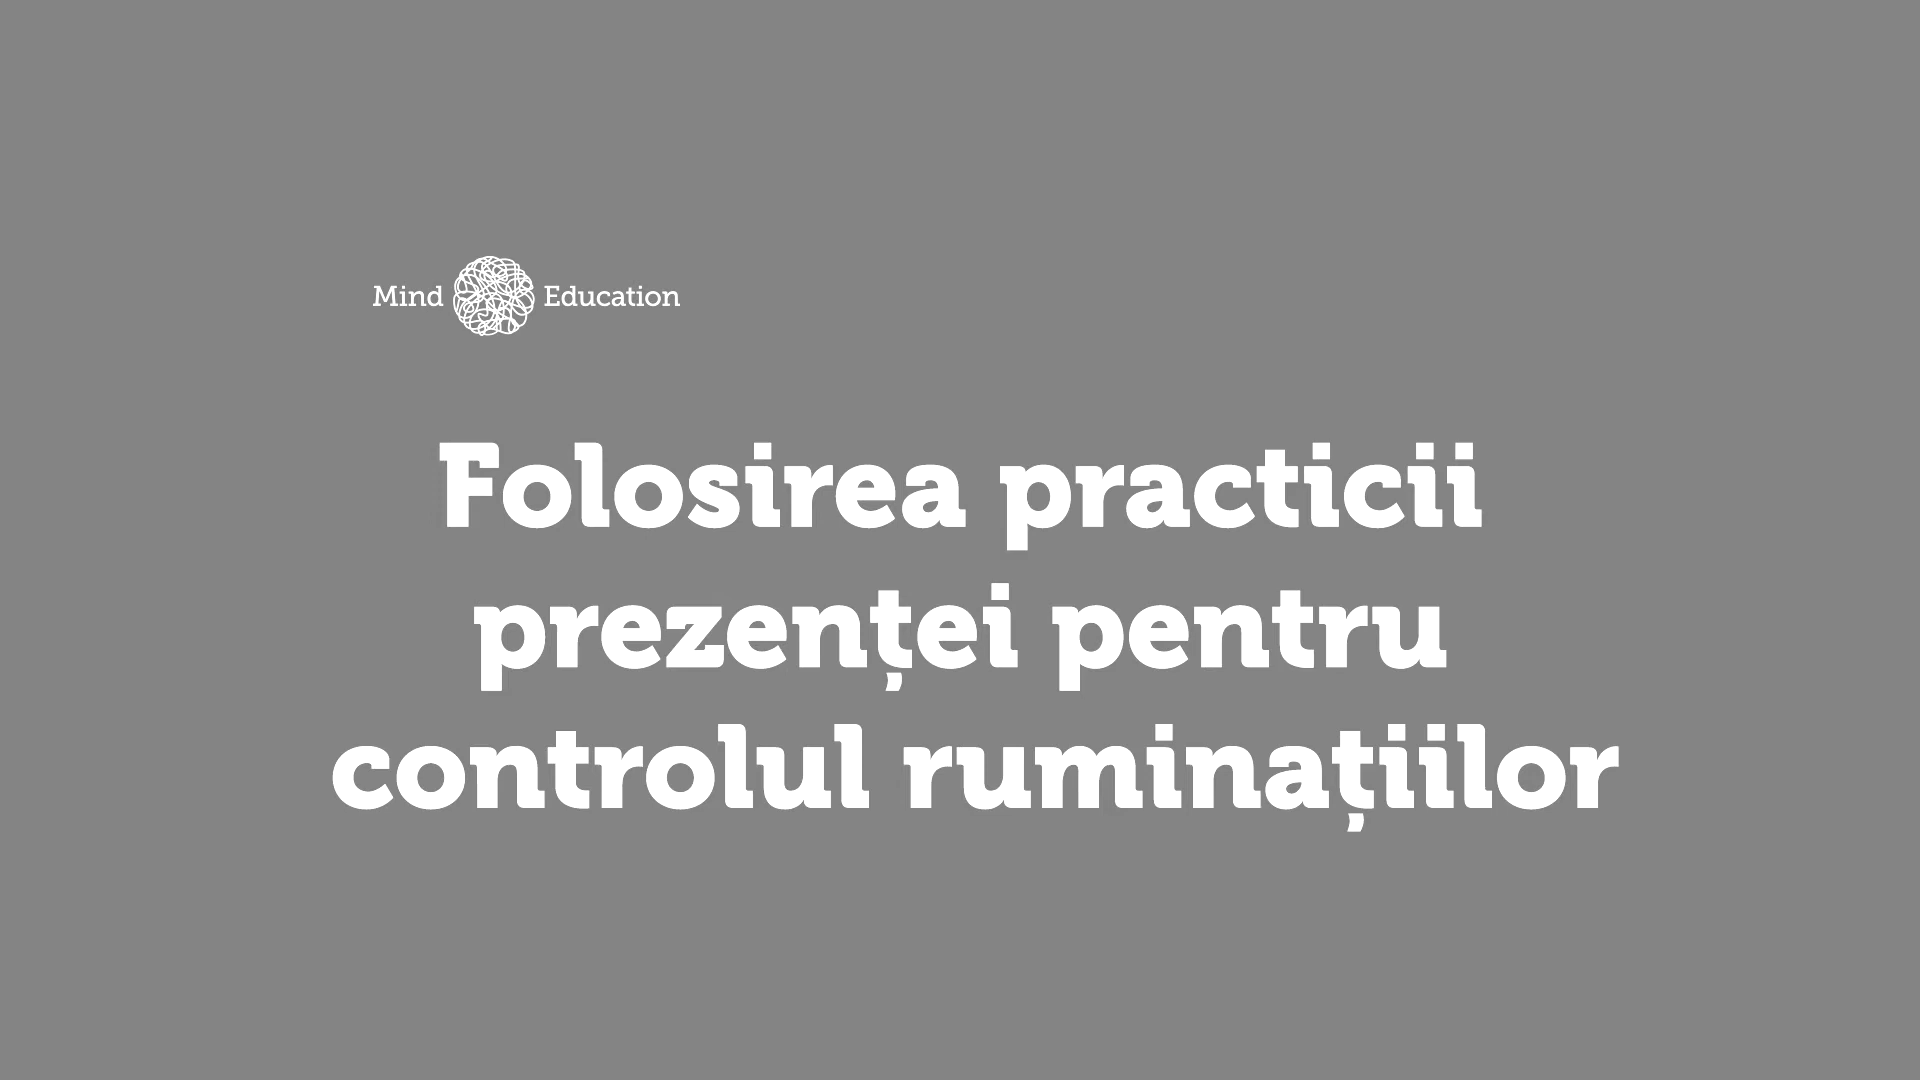 Mind Education
Folosirea practicii
prezenței pentru
controlul ruminațiilor